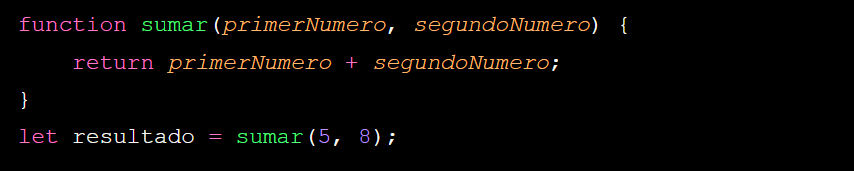 function sumar(primerNumero, segundoNumero) {
    return primerNumero + segundoNumero;
}
let resultado = sumar(5, 8);